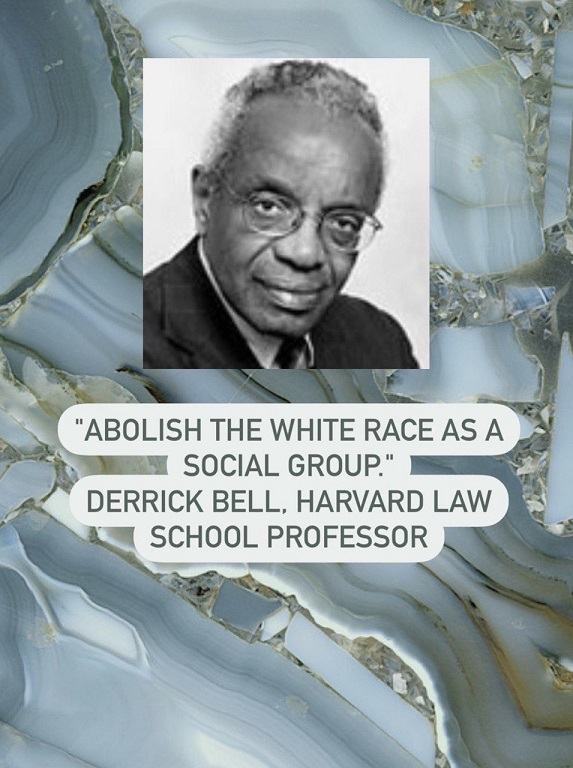 "ABOLISH THE WHITE RACE AS A
SOCIAL GROUP."
DERRICK BELL, HARVARD LAW
SCHOOL PROFESSOR